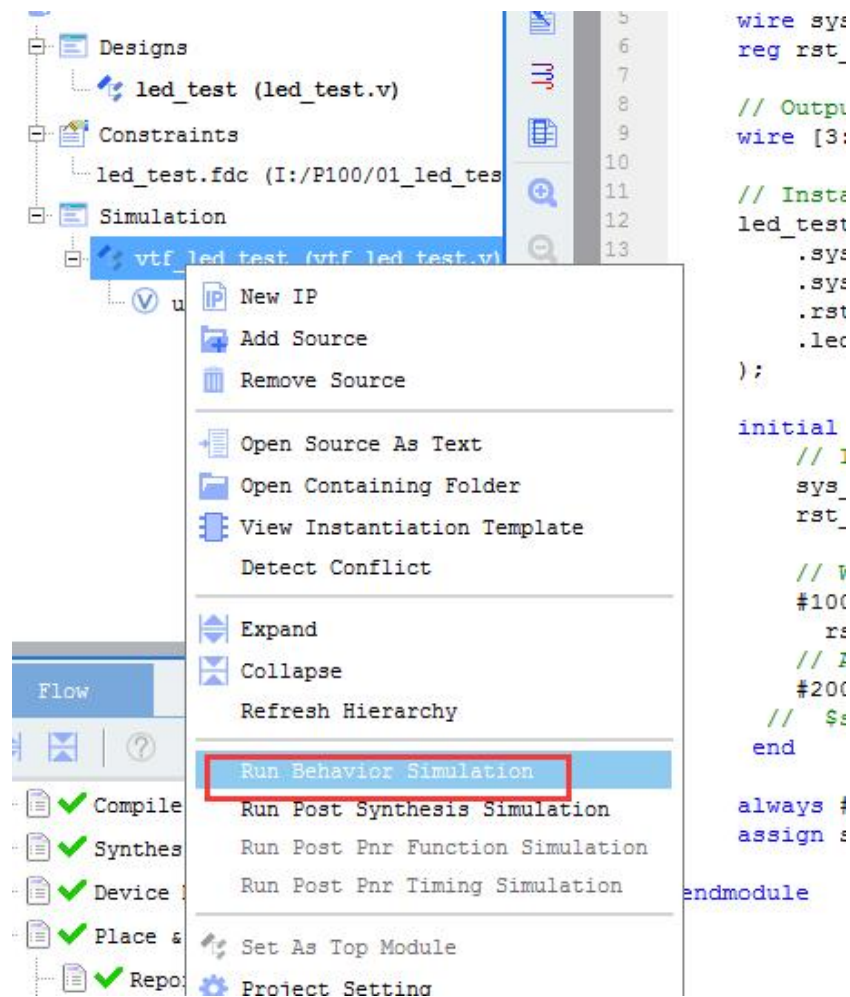 Designs
led_test (led_test.v)
Constraints
led_test.fdc (I:/P100/01_led_tes
Simulation
vtf_led_test (vtf_led_test.v)
u
New IP
Add Source
Remove Source
Open Source As Text
Open Containing Folder
View Instantiation Template
Detect Conflict
Expand
Collapse
Refresh Hierarchy
Run Behavior Simulation
Run Post Synthesis Simulation
Run Post Pnr Function Simulation
Run Post Pnr Timing Simulation
Set As Top Module
Project Setting
Flow
Compile
Synthes
Device
Place &
Repo
5 wire sys
6 reg rst_
7
8 // Outpu
9 wire [3:
10
11 // Insta
12 led_test
13 .sys
.sys
.rst
.led
);
initial
//
sys_
rst_
//
#100
rs
//
#200
// $s
end
always #
assign s
endmodule